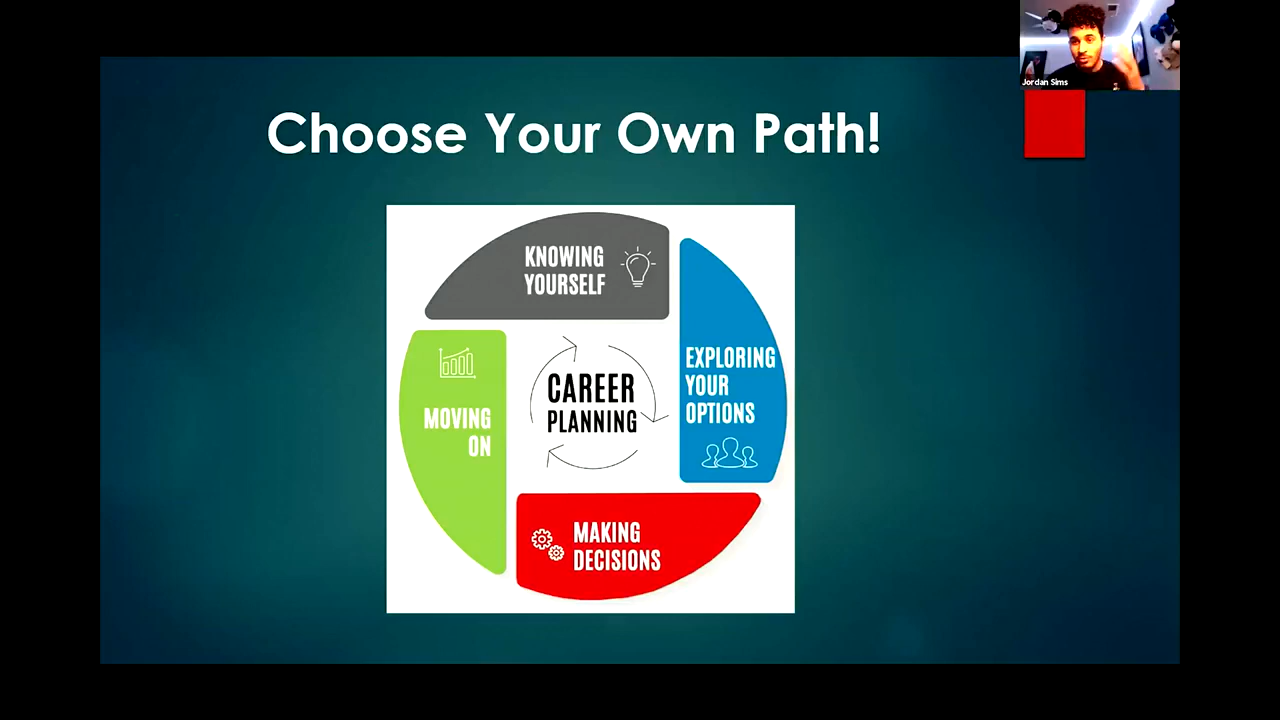 Jordan Sims
Choose Your Own Path!
KNOWING
YOURSELF
EXPLORING
YOUR
OPTIONS
MOVING
ON
CAREER
PLANNING
MAKING
DECISIONS